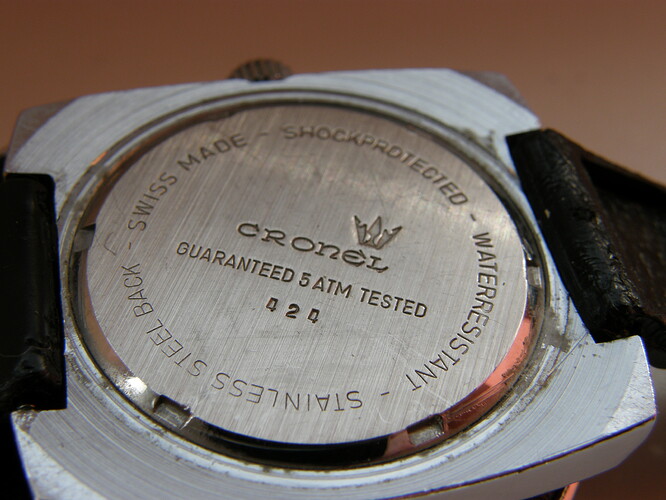 SWISS MADE - SHOCKPROTECTED - WATERRESISTANT - STAINLESS STEEL BACK -
CRONEL
GUARANTEED 5 ATM TESTED
424